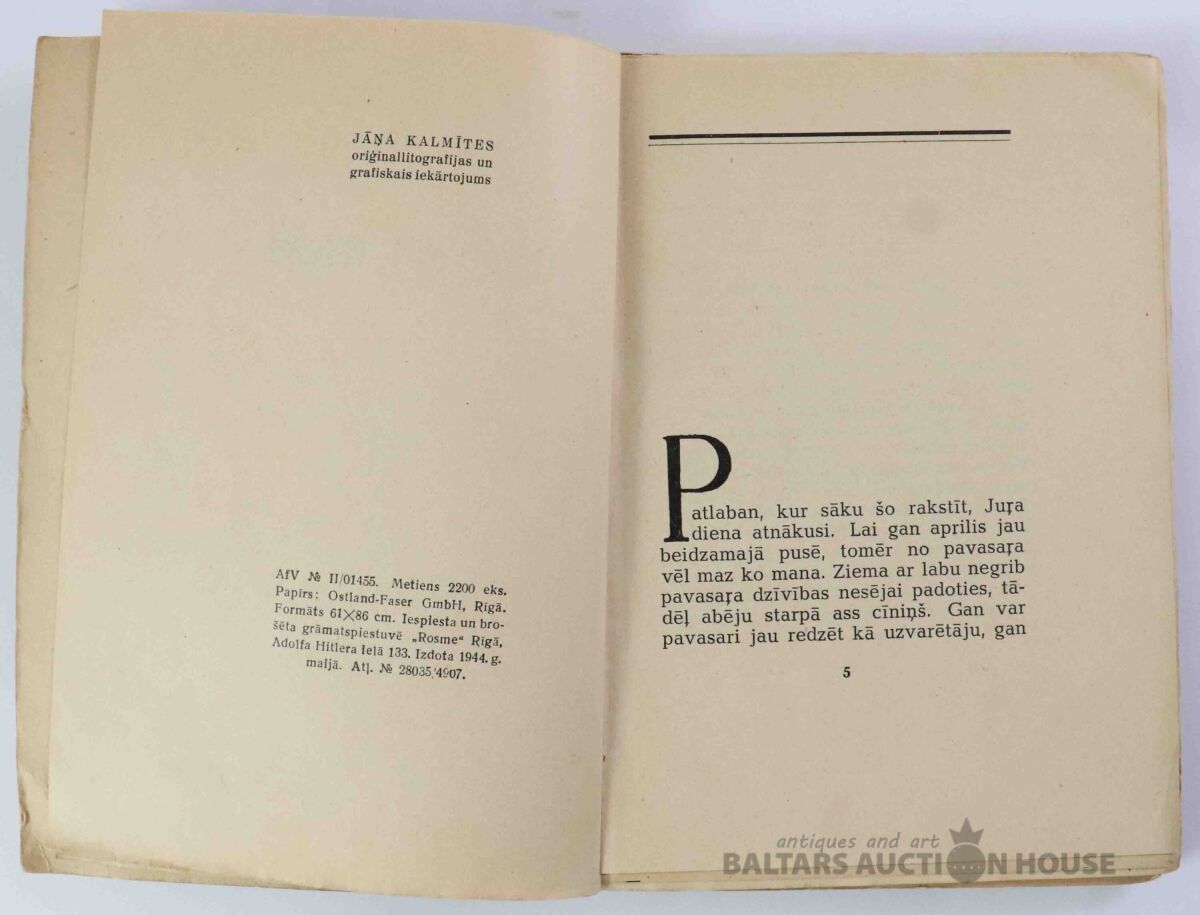 JĀŅA KALMĪTES
oriģinallitografijas un
grafiskais iekārtojums
AfV № II/01455. Metiens 2200 eks.
Papīrs: Ostland-Faser GmbH, Rīgā.
Formāts 61×86 cm. Iespiesta un bro-
šēta grāmatspiestuvē „Rosme“ Rīgā,
Adolfa Hitlera ielā 133. Izdota 1944. g.
maijā. Atļ. № 28035/4907.
Patlaban, kur sāku šo rakstīt, Juŗa
diena atnākusi. Lai gan aprilis jau
beidzamajā pusē, tomēr no pavasaŗa
vēl maz ko mana. Ziema ar labu negrib
pavasaŗa dzīvības nesējai padoties, tā-
dēļ abēju starpā ass cīniņš. Gan var
pavasari jau redzēt kā uzvarētāju, gan
5
antiques and art
BALTARS AUCTION HOUSE